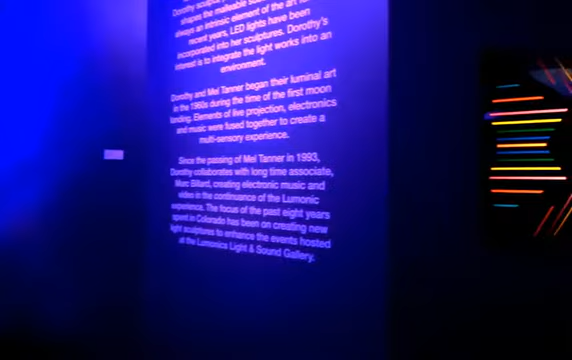 Dorothy sculpts
shapes the malleable
always an intrinsic element of the art
recent years, LED lights have been
incorporated into her sculptures. Dorothy's
interest is to integrate the light works into an
environment.
Dorothy and Mel Tanner began their luminal art
in the 1960s during the time of the first moon
landing. Elements of live projection, electronics
and music were fused together to create a
multi-sensory experience.
Since the passing of Mel Tanner in 1993,
Dorothy collaborates with long time associate,
Marc Billard, creating electronic music and
video in the continuance of the Lumonic
experience. The focus of the past eight years
spent in Colorado has been on creating new
light sculptures to enhance the events hosted
at the Lumonics Light & Sound Gallery.